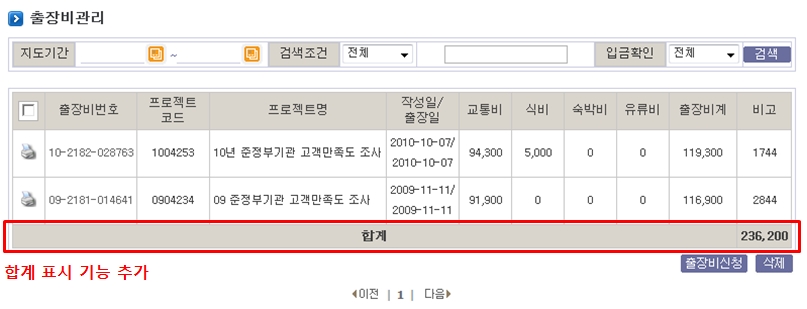 출장비관리
지도기간 ~ 검색조건 전체 입금확인 전체 검색
출장비번호 프로젝트 코드 프로젝트명 작성일/ 출장일 교통비 식비 숙박비 유류비 출장비계 비고
10-2182-028763 1004253 10년 준정부기관 고객만족도 조사 2010-10-07/ 2010-10-07 94,300 5,000 0 0 119,300 1744
09-2181-014641 0904234 09 준정부기관 고객만족도 조사 2009-11-11/ 2009-11-11 91,900 0 0 0 116,900 2844
합계 236,200
합계 표시 기능 추가
출장비신청 삭제
이전 | 1 | 다음